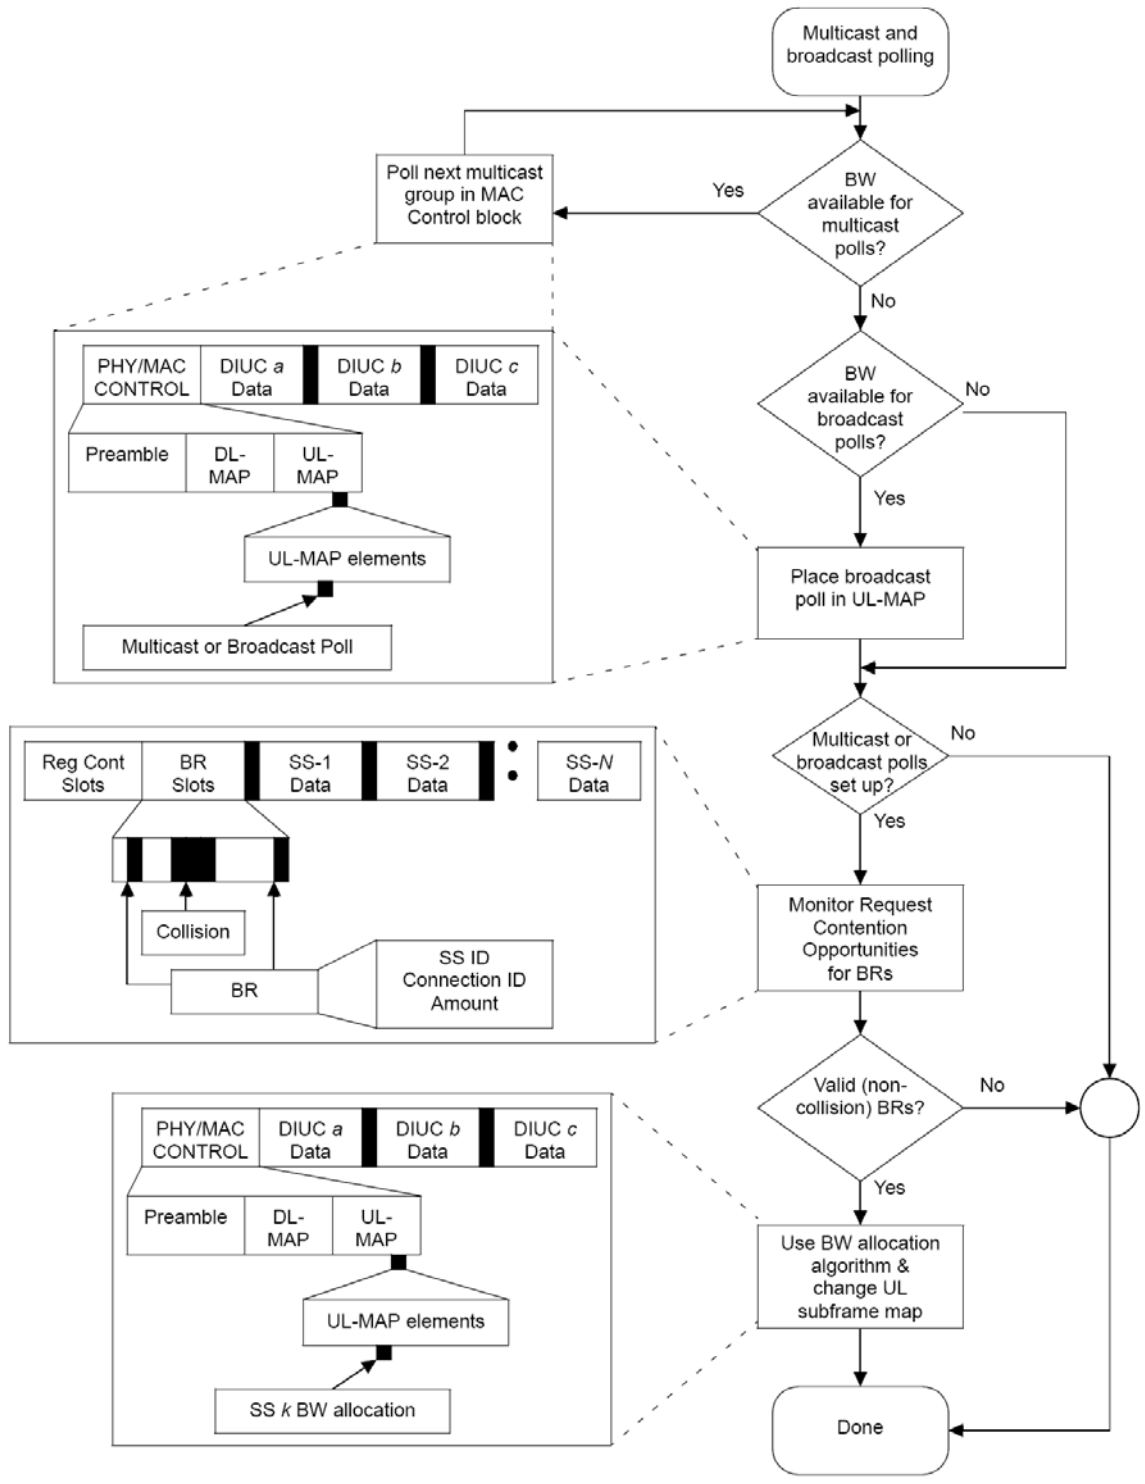 Multicast and
broadcast polling
Poll next multicast
group in MAC
Control block
Yes
BW
available for
multicast
polls?
No
BW
available for
broadcast
polls?
No
Yes
Place broadcast
poll in UL-MAP
PHY/MAC
CONTROL
DIUC a
Data
DIUC b
Data
DIUC c
Data
Preamble
DL-
MAP
UL-
MAP
UL-MAP elements
Multicast or Broadcast Poll
Multicast or
broadcast polls
set up?
No
Yes
Reg Cont
Slots
BR
Slots
SS-1
Data
SS-2
Data
SS-N
Data
Collision
BR
SS ID
Connection ID
Amount
Monitor Request
Contention
Opportunities
for BRs
Valid (non-
collision) BRs?
No
Yes
PHY/MAC
CONTROL
DIUC a
Data
DIUC b
Data
DIUC c
Data
Preamble
DL-
MAP
UL-
MAP
UL-MAP elements
SS k BW allocation
Use BW allocation
algorithm &
change UL
subframe map
Done